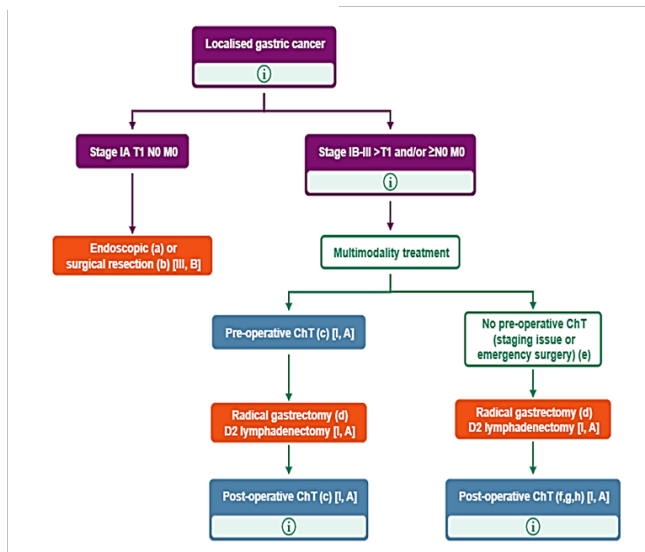 Localised gastric cancer
i
Stage IA T1 N0 M0
Stage IB-III >T1 and/or ≥N0 M0
i
Endoscopic (a) or
surgical resection (b) [III, B]
Multimodality treatment
Pre-operative ChT (c) [I, A]
No pre-operative ChT
(staging issue or
emergency surgery) (e)
Radical gastrectomy (d)
D2 lymphadenectomy [I, A]
Radical gastrectomy (d)
D2 lymphadenectomy [I, A]
Post-operative ChT (c) [I, A]
i
Post-operative ChT (f,g,h) [I, A]
i